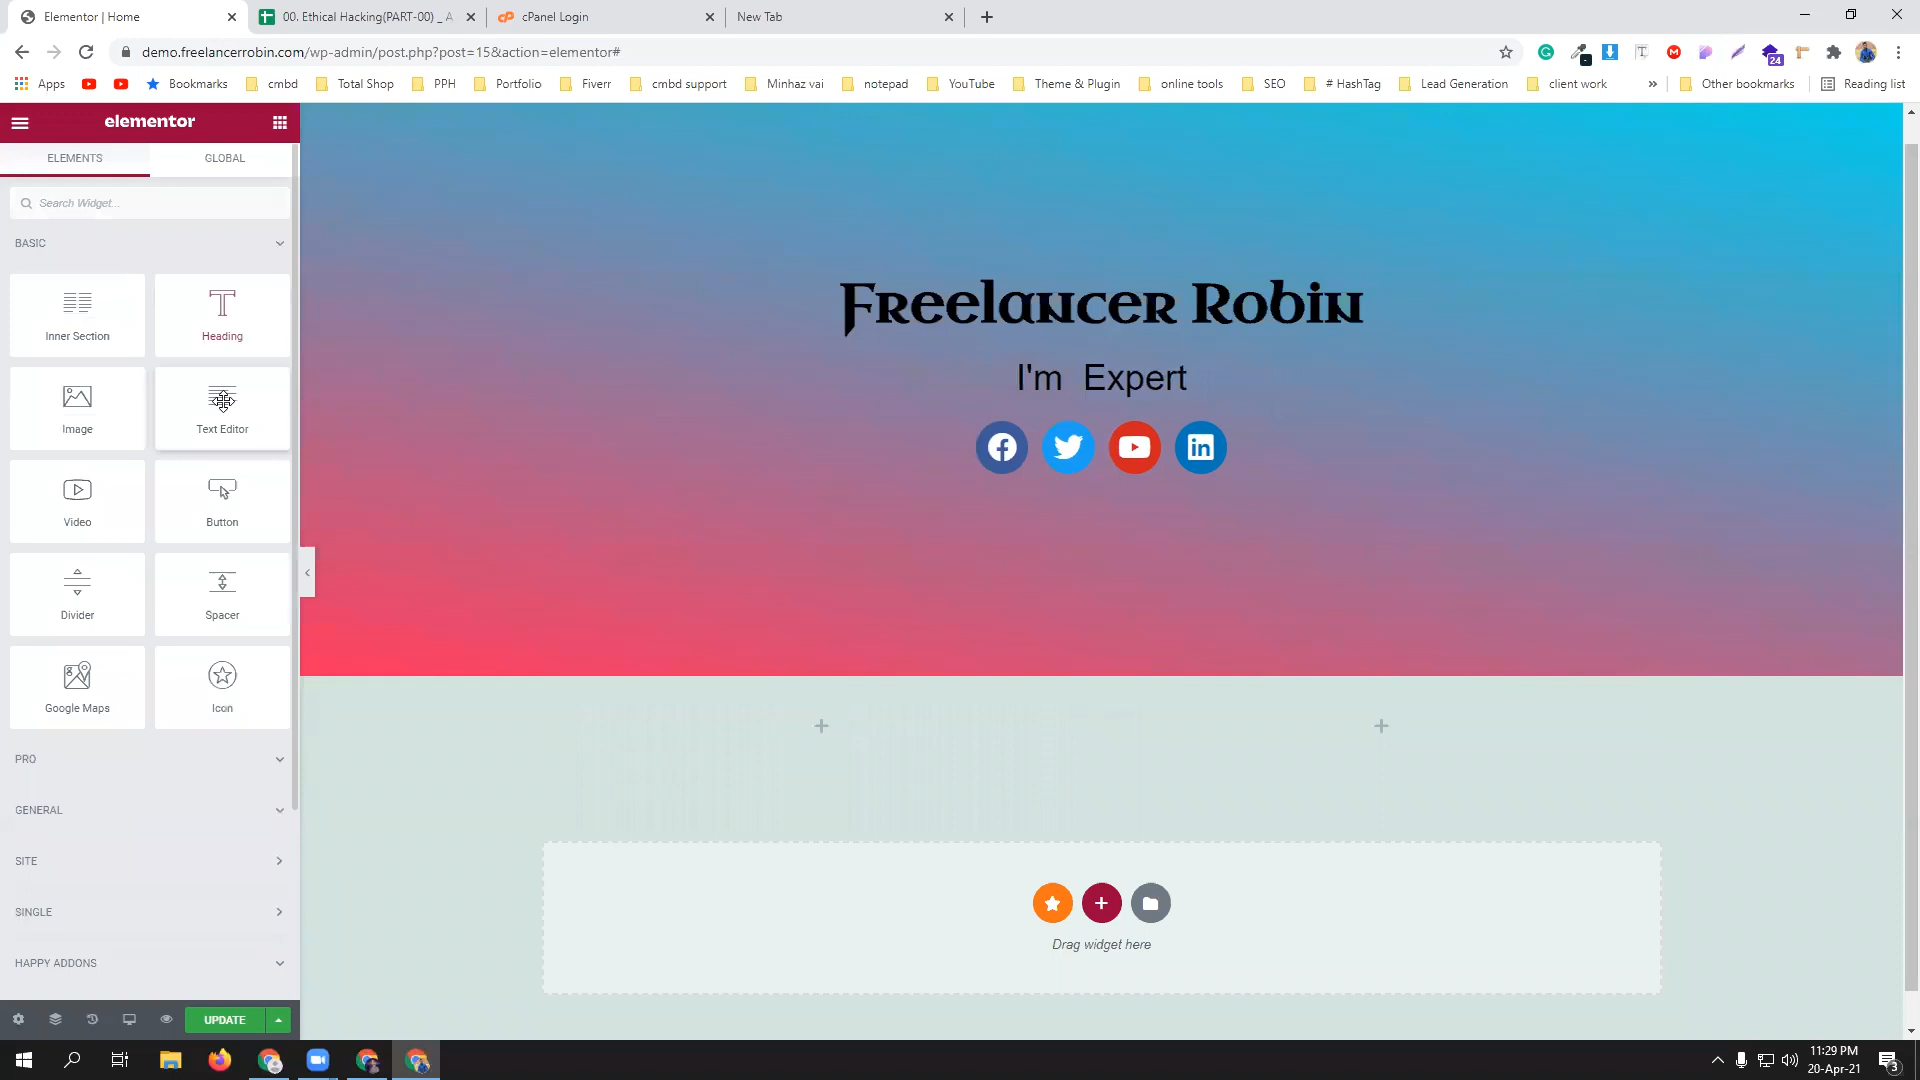 Elementor | Home
00. Ethical Hacking(PART-00) _ A
cPanel Login
New Tab
demo.freelancerrobin.com/wp-admin/post.php?post=15&action=elementor#
24
Apps
Bookmarks
cmbd
Total Shop
PPH
Portfolio
Fiverr
cmbd support
Minhaz vai
notepad
YouTube
Theme & Plugin
online tools
SEO
# HashTag
Lead Generation
client work
»
Other bookmarks
Reading list
elementor
ELEMENTS
GLOBAL
Search Widget...
BASIC
Inner Section
Heading
Image
Text Editor
Video
Button
Divider
Spacer
Google Maps
Icon
PRO
GENERAL
SITE
SINGLE
HAPPY ADDONS
UPDATE
Freelancer Robin
I'm Expert
Drag widget here
11:29 PM
20-Apr-21
3